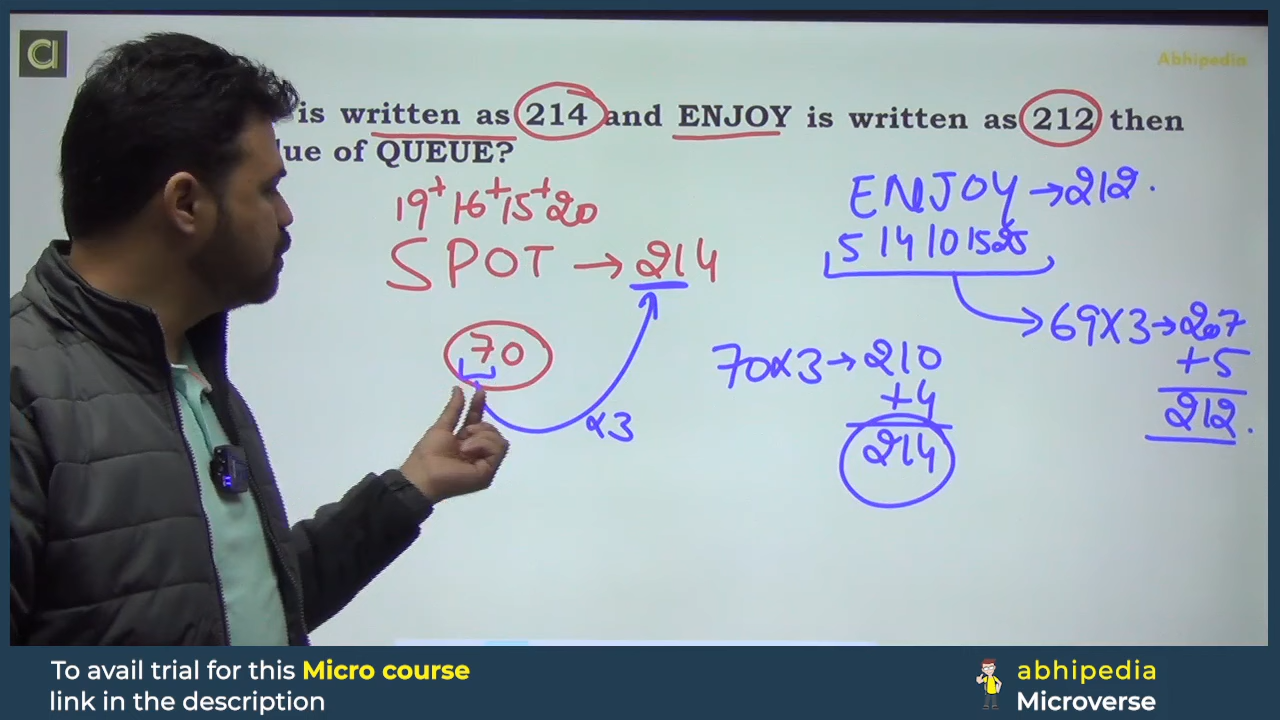 Abhipedia
is written as 214 and ENJOY is written as 212 then
lue of QUEUE?
19+ 16+ 15+ 20
SPOT → 214
70
×3
ENJOY → 212.
5 14 10 15 25
69×3 → 207
+5
212.
70×3 → 210
+4
214
To avail trial for this Micro course
link in the description
abhipedia
Microverse